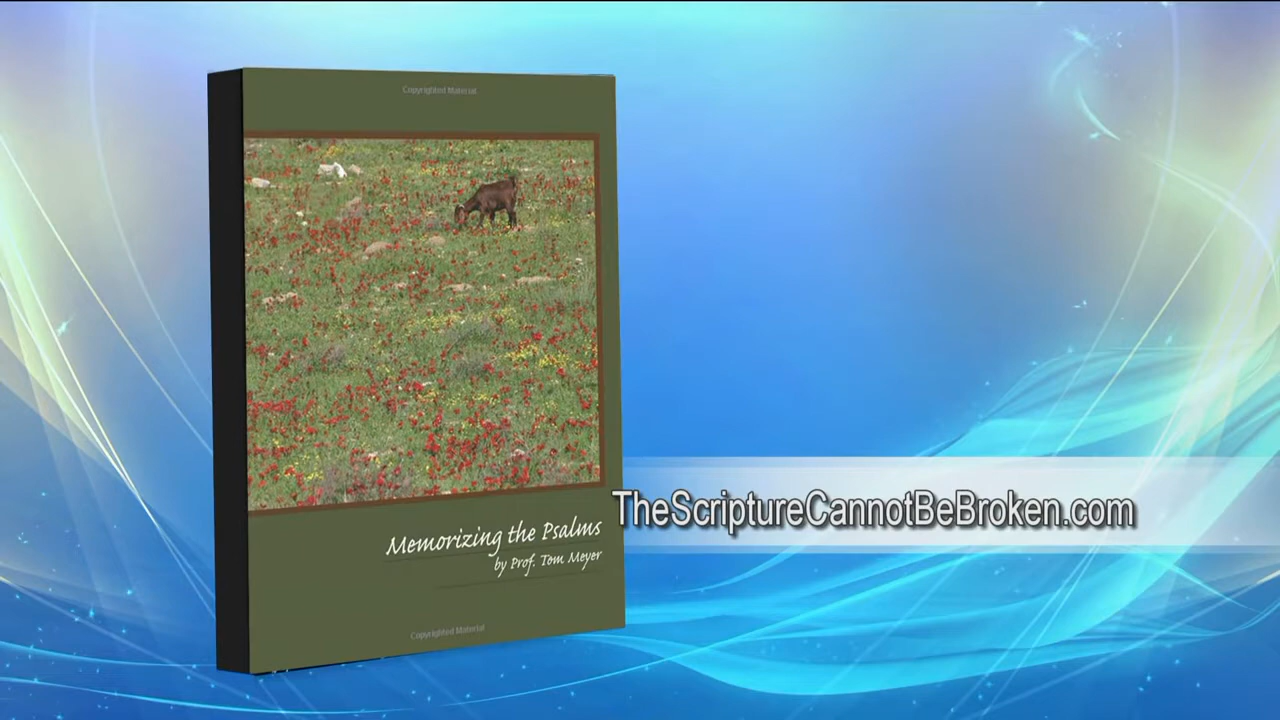 Copyrighted Material
Memorizing the Psalms
by Prof. Tom Meyer
Copyrighted Material
TheScriptureCannotBeBroken.com